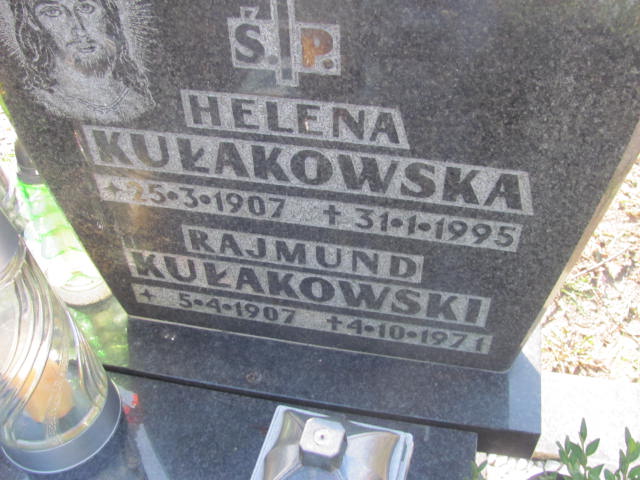 Ś.P.
HELENA
KUŁAKOWSKA
* 25•3•1907 † 31•1•1995
RAJMUND
KUŁAKOWSKI
* 5•4•1907 † 4•10•1971